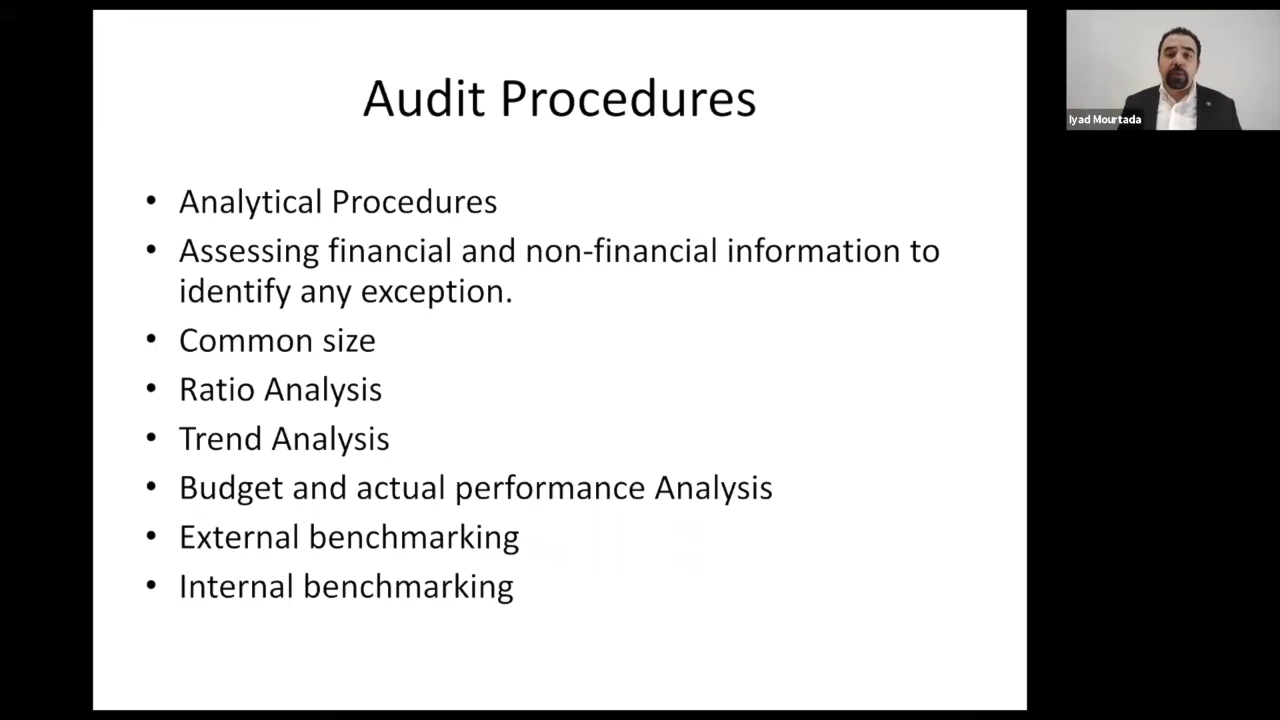 Audit Procedures
• Analytical Procedures
• Assessing financial and non-financial information to
identify any exception.
• Common size
• Ratio Analysis
• Trend Analysis
• Budget and actual performance Analysis
• External benchmarking
• Internal benchmarking
Iyad Mourtada